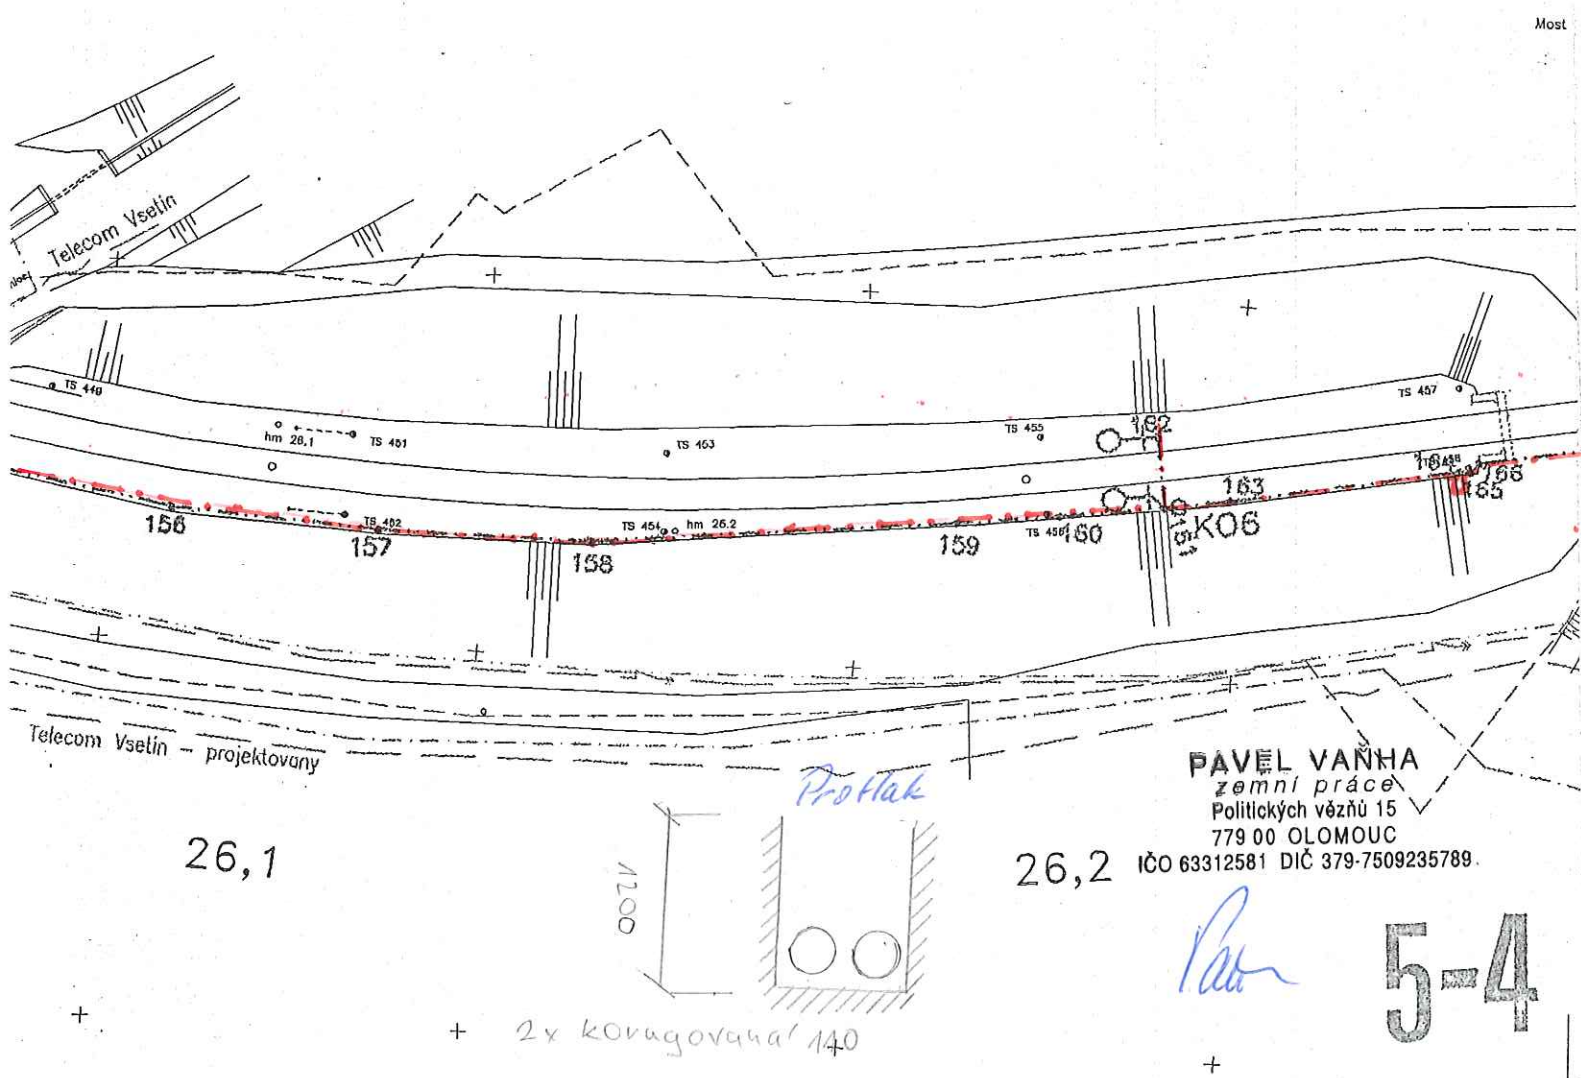 Most
Telecom Vsetín
TS 449
hm 26.1
TS 451
TS 453
TS 455
162
TS 457
156
TS 452
157
158
TS 454
hm 26.2
159
TS 456
160
163
KO6
165
166
Telecom Vsetín - projektovaný
Protlak
26,1
1200
26,2
PAVEL VAŇHA
zemní práce
Politických vězňů 15
779 00 OLOMOUC
IČO 63312581 DIČ 379-7509235789
5-4
2x korugovaná 140